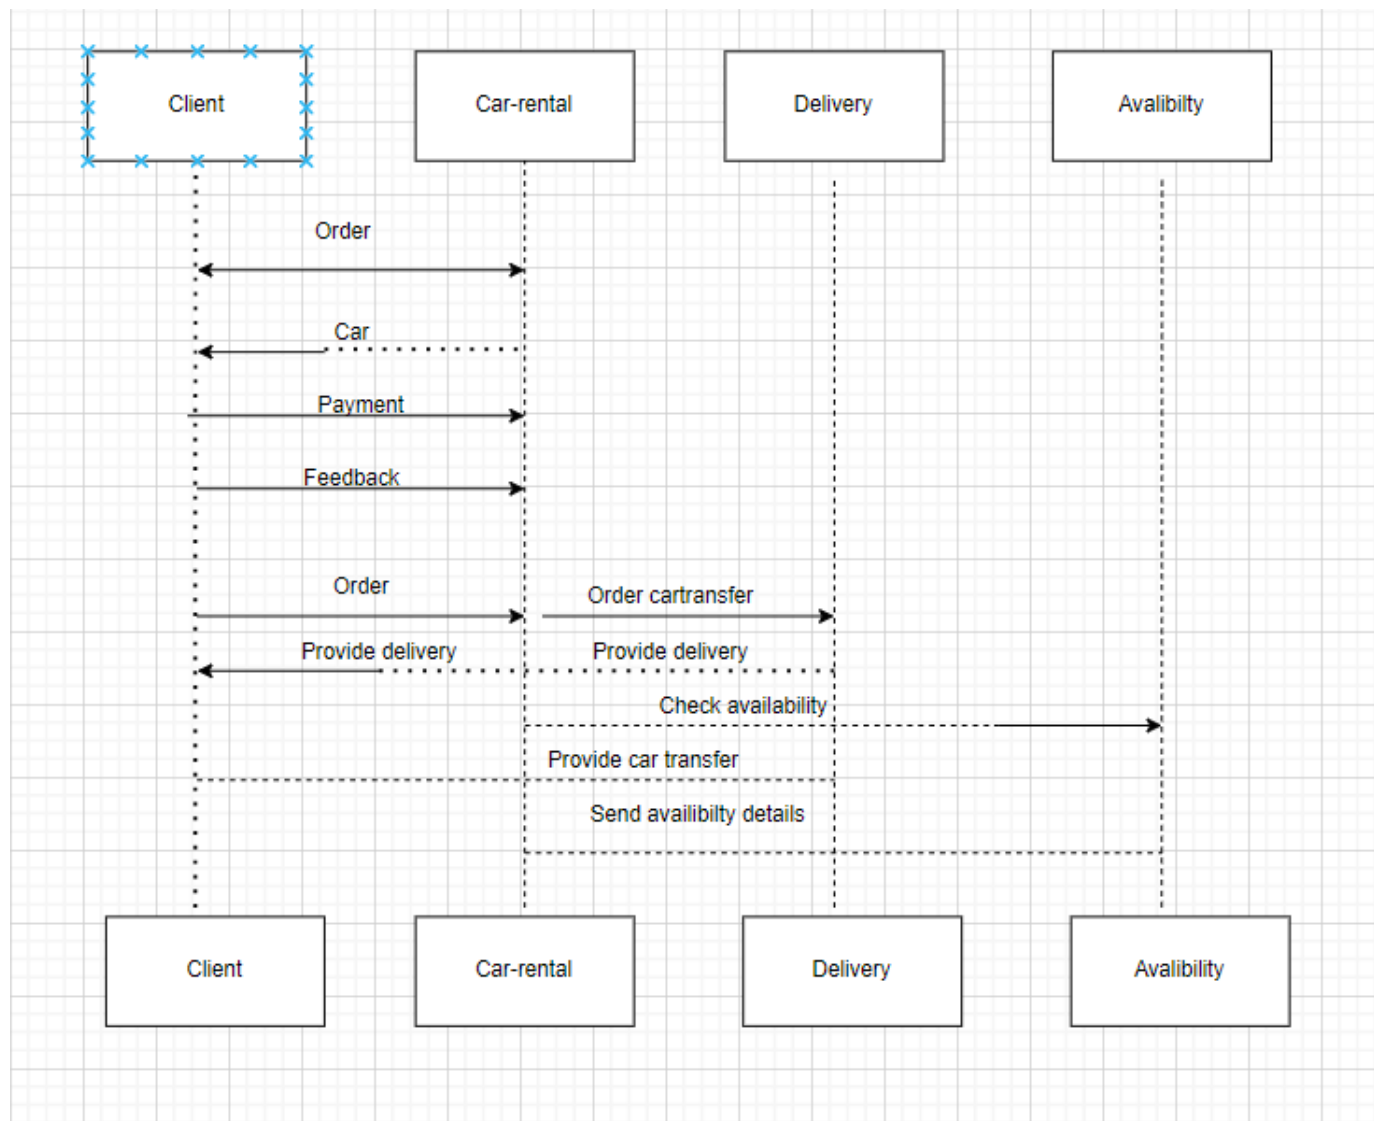 Client
Car-rental
Delivery
Avalibilty
Order
Car
Payment
Feedback
Order
Order cartransfer
Provide delivery
Provide delivery
Check availability
Provide car transfer
Send availibilty details
Client
Car-rental
Delivery
Avalibility